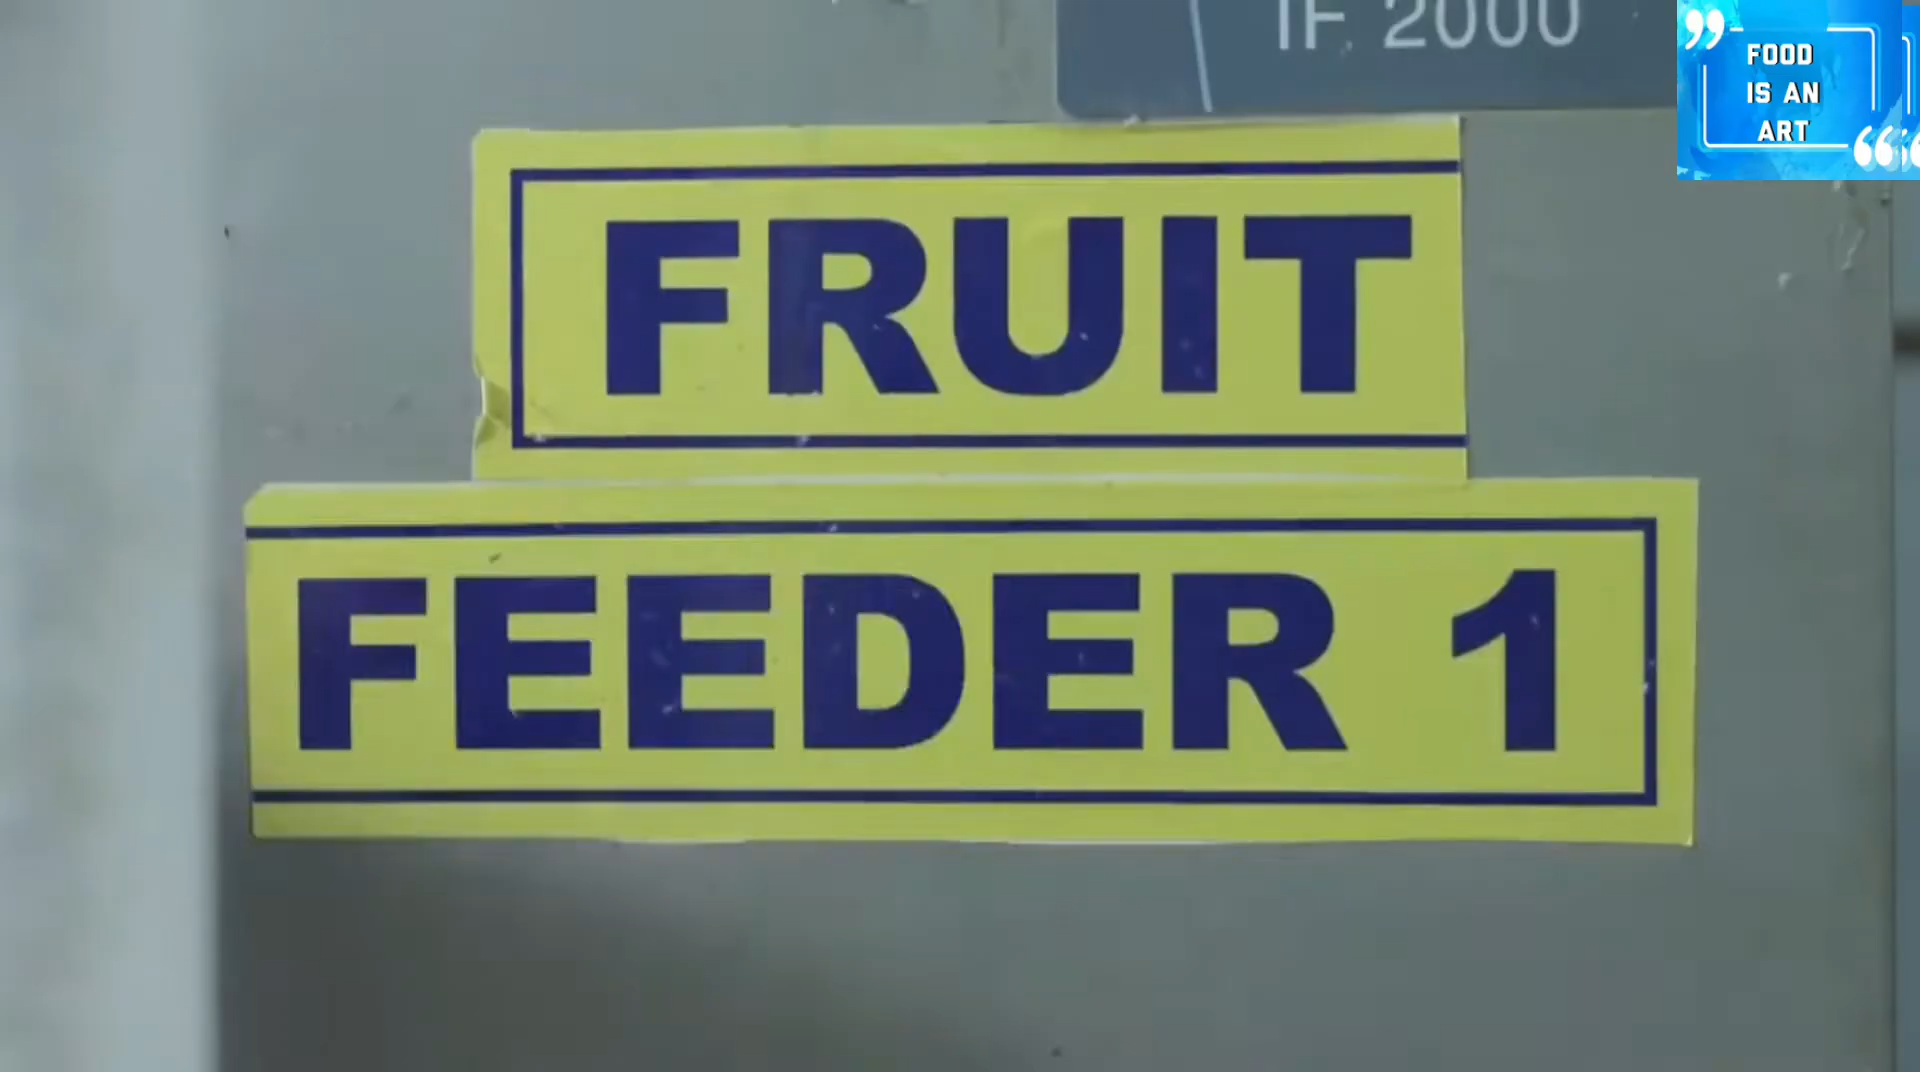 IF 2000
FOOD
IS AN
ART
FRUIT
FEEDER 1